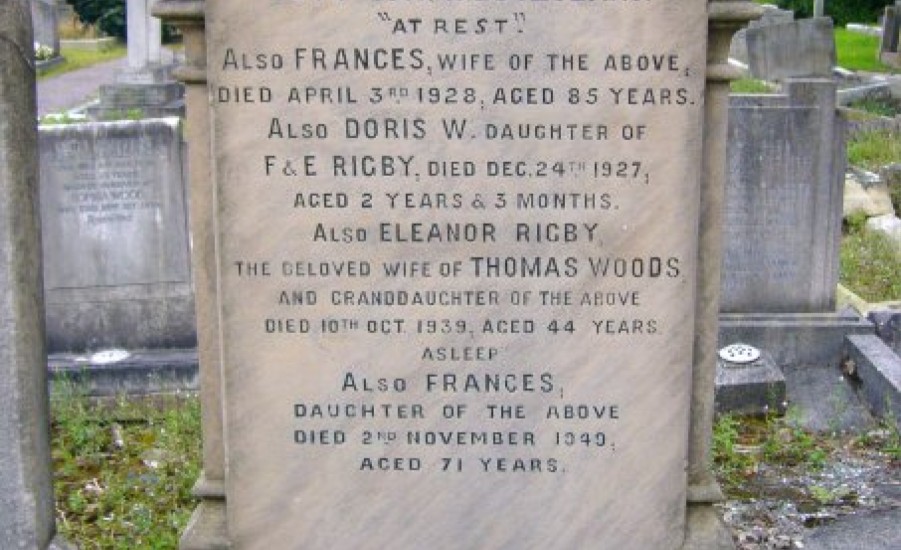 "AT REST".
ALSO FRANCES, WIFE OF THE ABOVE,
DIED APRIL 3RD 1928, AGED 85 YEARS.
ALSO DORIS W. DAUGHTER OF
F & E RIGBY, DIED DEC. 24TH 1927,
AGED 2 YEARS & 3 MONTHS.
ALSO ELEANOR RIGBY,
THE BELOVED WIFE OF THOMAS WOODS
AND GRANDDAUGHTER OF THE ABOVE
DIED 10TH OCT. 1939, AGED 44 YEARS.
ASLEEP
ALSO FRANCES,
DAUGHTER OF THE ABOVE
DIED 2ND NOVEMBER 1949,
AGED 71 YEARS.